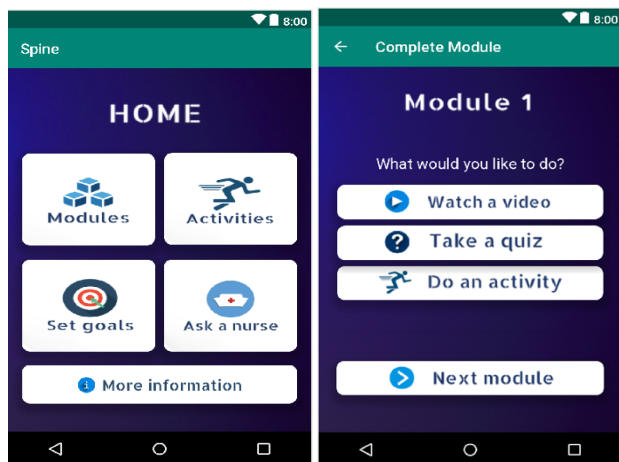 8:00
Spine
HOME
Modules
Activities
Set goals
Ask a nurse
More information
8:00
Complete Module
Module 1
What would you like to do?
Watch a video
Take a quiz
Do an activity
Next module